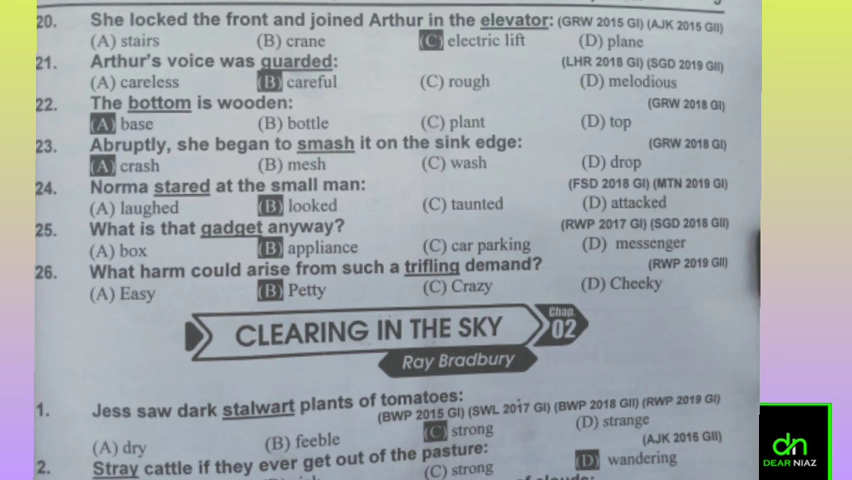 20. She locked the front and joined Arthur in the elevator: (GRW 2015 GI) (AJK 2015 GII)
(A) stairs (B) crane (C) electric lift (D) plane
21. Arthur's voice was guarded: (LHR 2018 GI) (SGD 2019 GII)
(A) careless (B) careful (C) rough (D) melodious
22. The bottom is wooden: (GRW 2018 GI)
(A) base (B) bottle (C) plant (D) top
23. Abruptly, she began to smash it on the sink edge: (GRW 2018 GI)
(A) crash (B) mesh (C) wash (D) drop
24. Norma stared at the small man: (FSD 2018 GI) (MTN 2019 GI)
(A) laughed (B) looked (C) taunted (D) attacked
25. What is that gadget anyway? (RWP 2017 GI) (SGD 2018 GII)
(A) box (B) appliance (C) car parking (D) messenger
26. What harm could arise from such a trifling demand? (RWP 2019 GII)
(A) Easy (B) Petty (C) Crazy (D) Cheeky
CLEARING IN THE SKY Chap. 02
Ray Bradbury
1. Jess saw dark stalwart plants of tomatoes:
(BWP 2015 GI) (SWL 2017 GI) (BWP 2018 GII) (RWP 2019 GI)
(A) dry (B) feeble (C) strong (D) strange
(AJK 2016 GII)
2. Stray cattle if they ever get out of the pasture:
(C) strong (D) wandering
dn
DEAR NIAZ